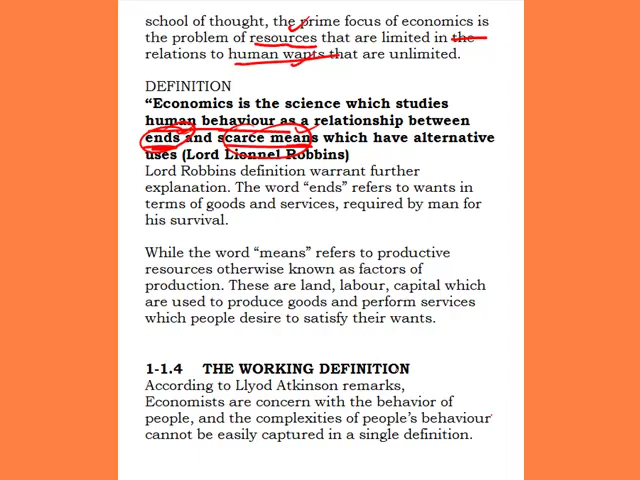 school of thought, the prime focus of economics is
the problem of resources that are limited in the
relations to human wants that are unlimited.
DEFINITION
“Economics is the science which studies
human behaviour as a relationship between
ends and scarce means which have alternative
uses (Lord Lionnel Robbins)
Lord Robbins definition warrant further
explanation. The word “ends” refers to wants in
terms of goods and services, required by man for
his survival.
While the word “means” refers to productive
resources otherwise known as factors of
production. These are land, labour, capital which
are used to produce goods and perform services
which people desire to satisfy their wants.
1-1.4 THE WORKING DEFINITION
According to Llyod Atkinson remarks,
Economists are concern with the behavior of
people, and the complexities of people’s behaviour
cannot be easily captured in a single definition.